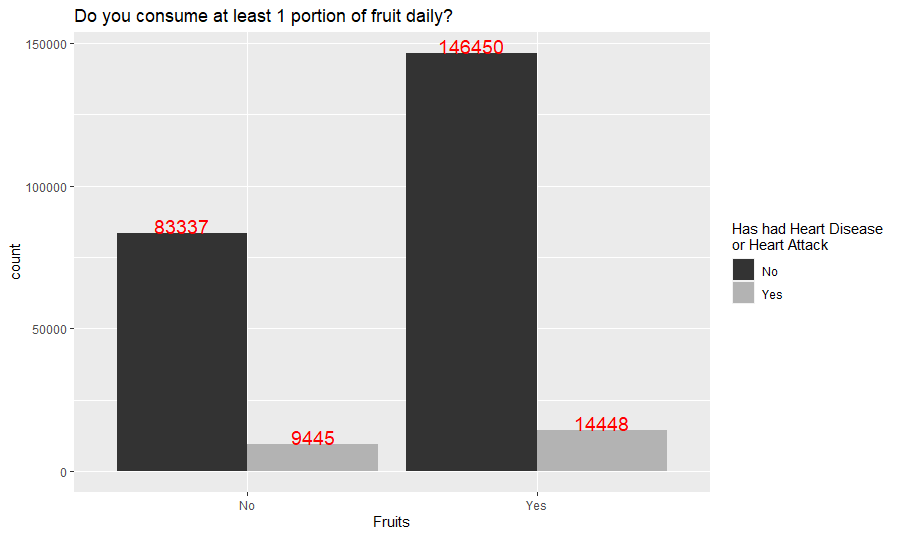 Do you consume at least 1 portion of fruit daily?
150000
146450
100000
83337
50000
14448
9445
0
count
No
Yes
Fruits
Has had Heart Disease
or Heart Attack
No
Yes